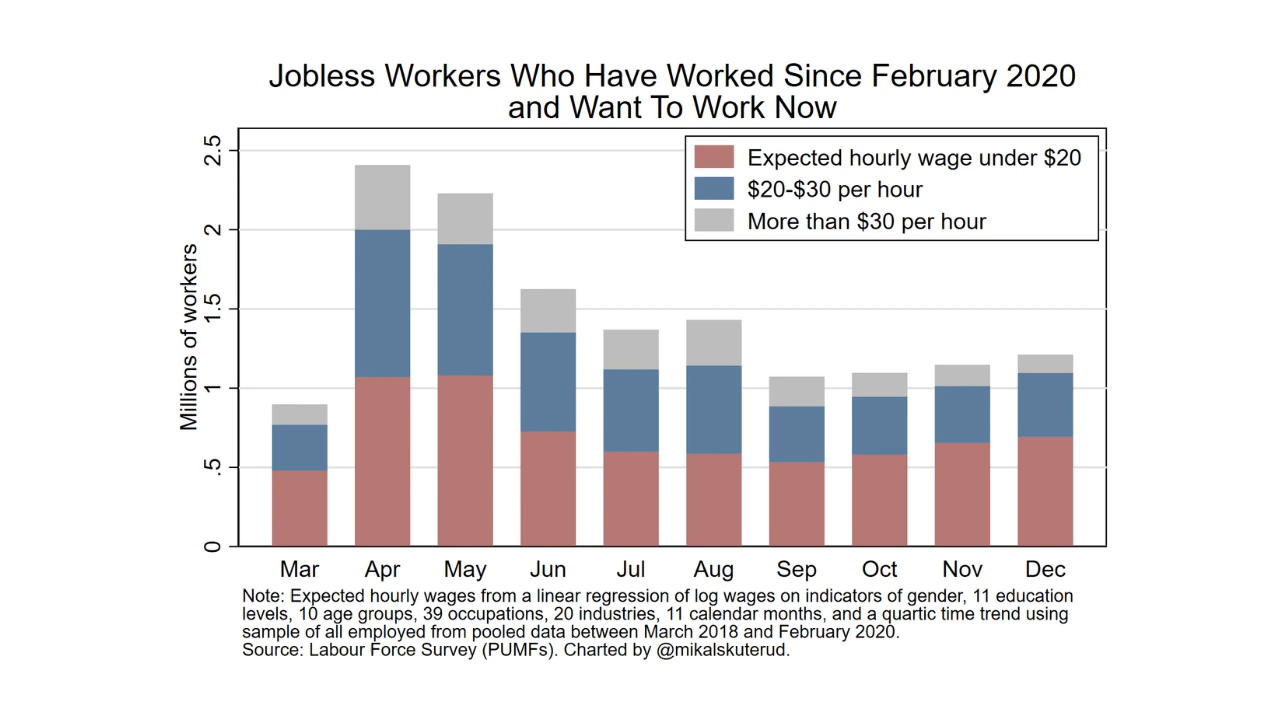 Jobless Workers Who Have Worked Since February 2020
and Want To Work Now
Millions of workers
2.5
2
1.5
1
.5
0
Expected hourly wage under $20
$20-$30 per hour
More than $30 per hour
Mar Apr May Jun Jul Aug Sep Oct Nov Dec
Note: Expected hourly wages from a linear regression of log wages on indicators of gender, 11 education
levels, 10 age groups, 39 occupations, 20 industries, 11 calendar months, and a quartic time trend using
sample of all employed from pooled data between March 2018 and February 2020.
Source: Labour Force Survey (PUMFs). Charted by @mikalskuterud.